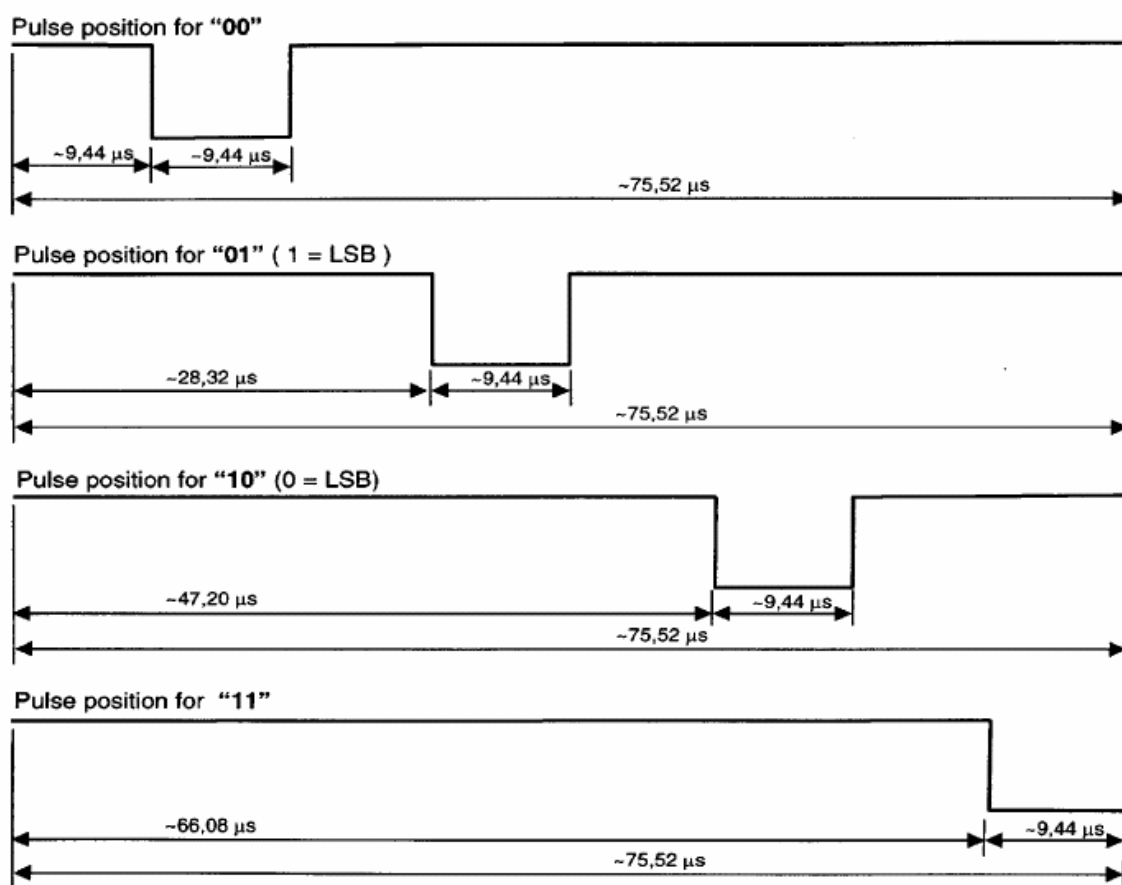 Pulse position for “00”
~9,44 µs ~9,44 µs
~75,52 µs
Pulse position for “01” ( 1 = LSB )
~28,32 µs ~9,44 µs
~75,52 µs
Pulse position for “10” (0 = LSB)
~47,20 µs ~9,44 µs
~75,52 µs
Pulse position for “11”
~66,08 µs ~9,44 µs
~75,52 µs